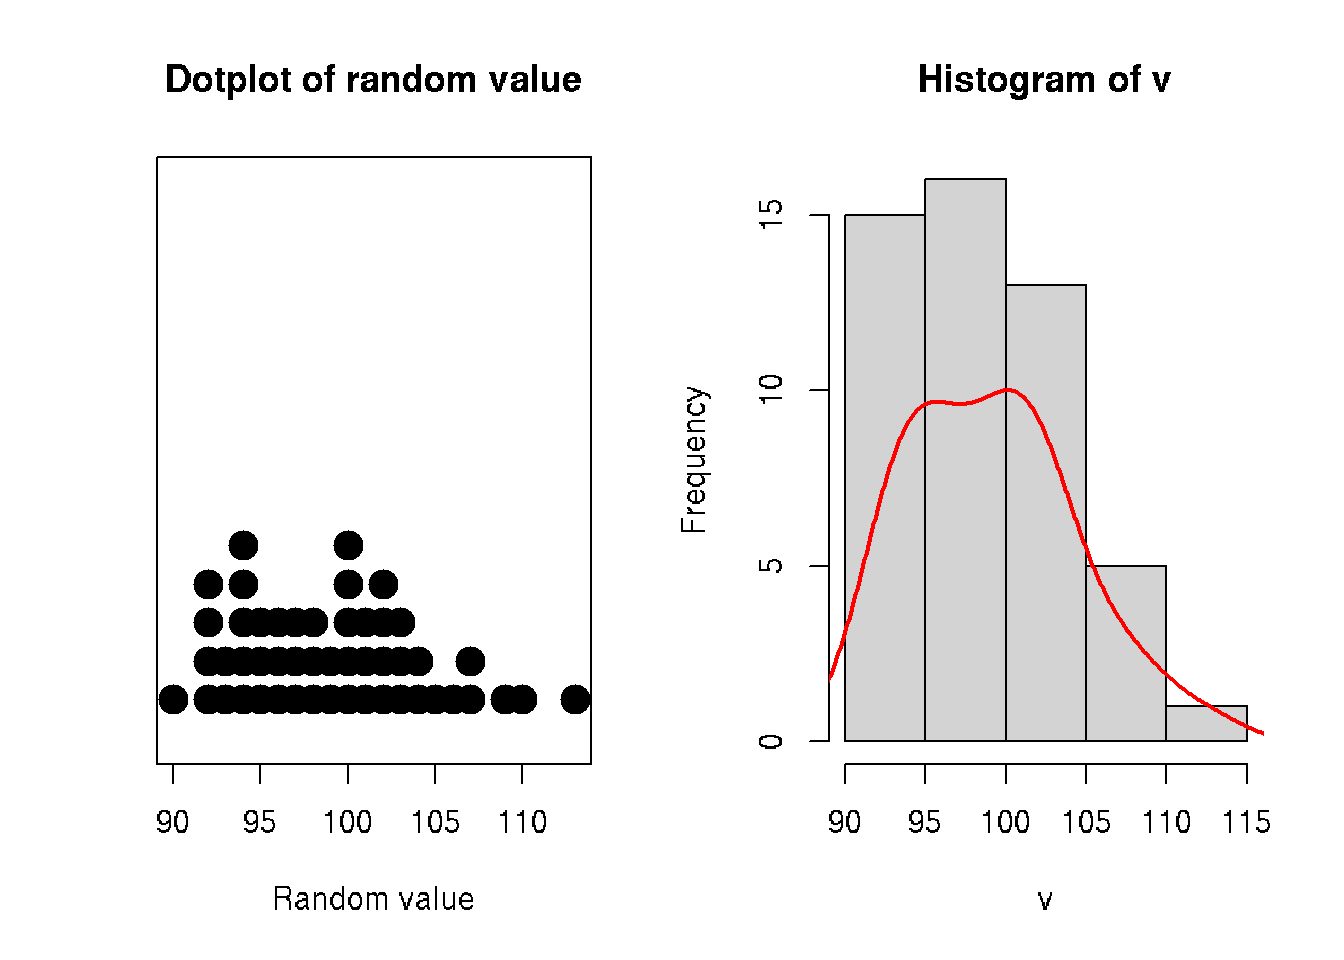 Dotplot of random value
90 95 100 105 110
Random value
Histogram of v
Frequency
15
10
5
0
90 95 100 105 110 115
v